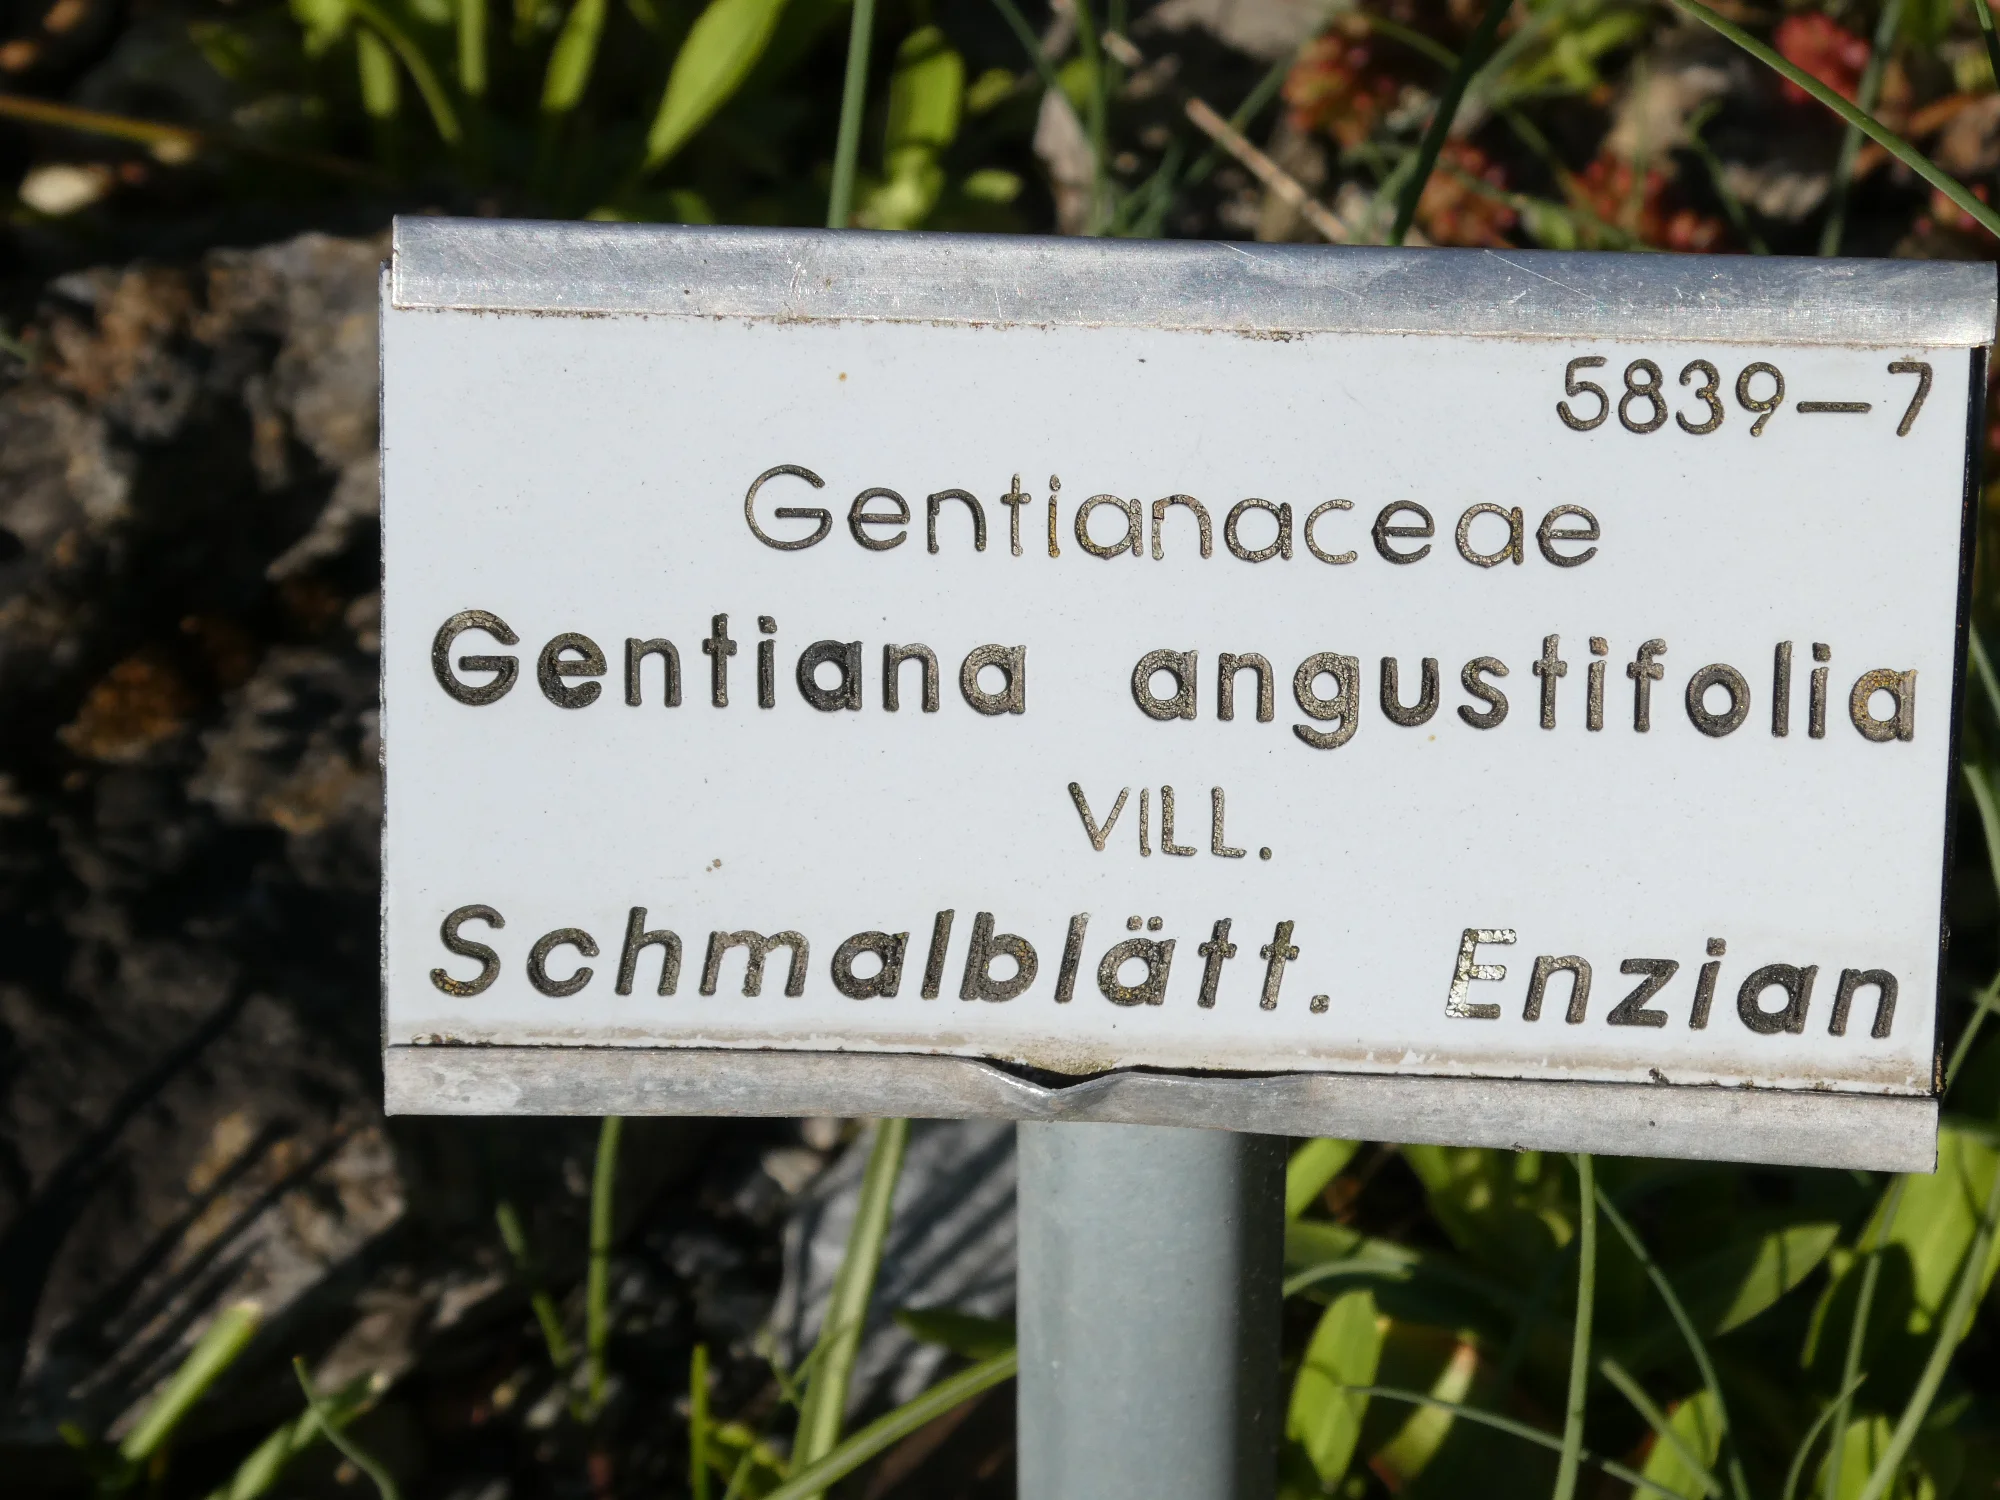 5839-7
Gentianaceae
Gentiana angustifolia
VILL.
Schmalblätt. Enzian